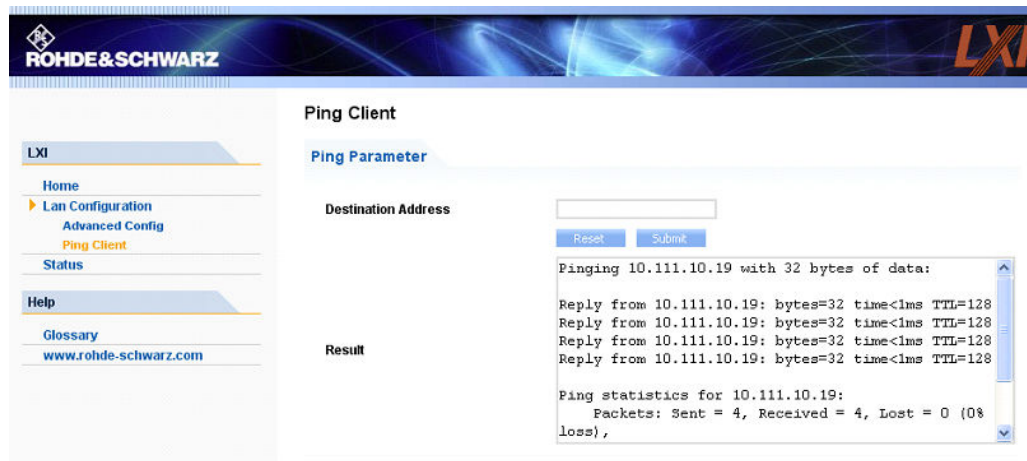 ROHDE&SCHWARZ
LXI
Ping Client
LXI
Ping Parameter
Home
Lan Configuration
Destination Address
Advanced Config
Ping Client
Reset Submit
Status
Pinging 10.111.10.19 with 32 bytes of data:
Help
Reply from 10.111.10.19: bytes=32 time<1ms TTL=128
Reply from 10.111.10.19: bytes=32 time<1ms TTL=128
Reply from 10.111.10.19: bytes=32 time<1ms TTL=128
Reply from 10.111.10.19: bytes=32 time<1ms TTL=128
Glossary
www.rohde-schwarz.com
Result
Ping statistics for 10.111.10.19:
Packets: Sent = 4, Received = 4, Lost = 0 (0%
loss),